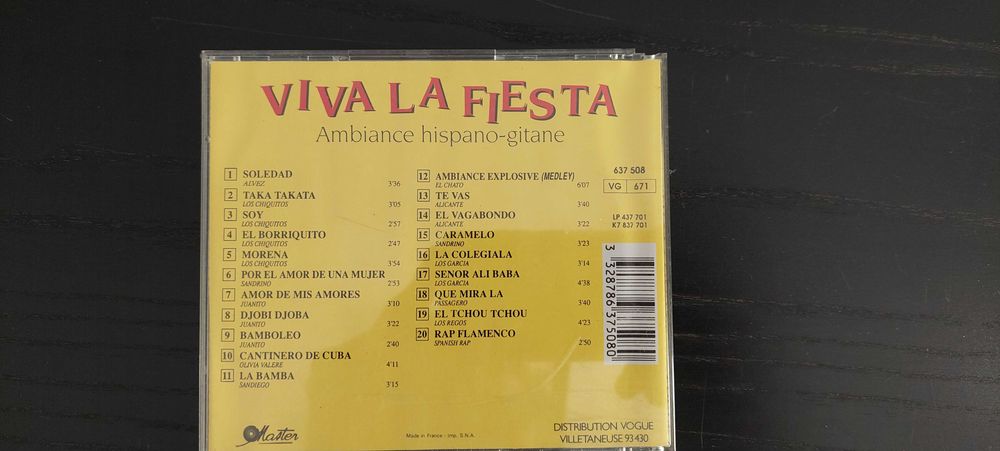 VIVA LA FIESTA
Ambiance hispano-gitane
1 SOLEDAD
ALVEZ 3'36
2 TAKA TAKATA
LOS CHIQUITOS 3'05
3 SOY
LOS CHIQUITOS 2'57
4 EL BORRIQUITO
LOS CHIQUITOS 2'47
5 MORENA
LOS CHIQUITOS 3'54
6 POR EL AMOR DE UNA MUJER
SANDRINO 2'53
7 AMOR DE MIS AMORES
JUANITO 3'10
8 DJOBI DJOBA
JUANITO 3'22
9 BAMBOLEO
JUANITO 2'40
10 CANTINERO DE CUBA
OLIVIA VALERE 4'11
11 LA BAMBA
SANDIEGO 3'15
12 AMBIANCE EXPLOSIVE (MEDLEY)
EL CHATO 6'07
13 TE VAS
ALICANTE 3'40
14 EL VAGABONDO
ALICANTE 3'22
15 CARAMELO
SANDRINO 3'23
16 LA COLEGIALA
LOS GARCIA 3'14
17 SENOR ALI BABA
LOS GARCIA 4'38
18 QUE MIRA LA
PASSAGERO 3'40
19 EL TCHOU TCHOU
LOS REGOS 4'23
20 RAP FLAMENCO
SPANISH RAP 2'50
637 508
VG 671
LP 437 701
K7 837 701
3 328786 375080
Master
Made in France - Imp. S.N.A.
DISTRIBUTION VOGUE
VILLETANEUSE 93430